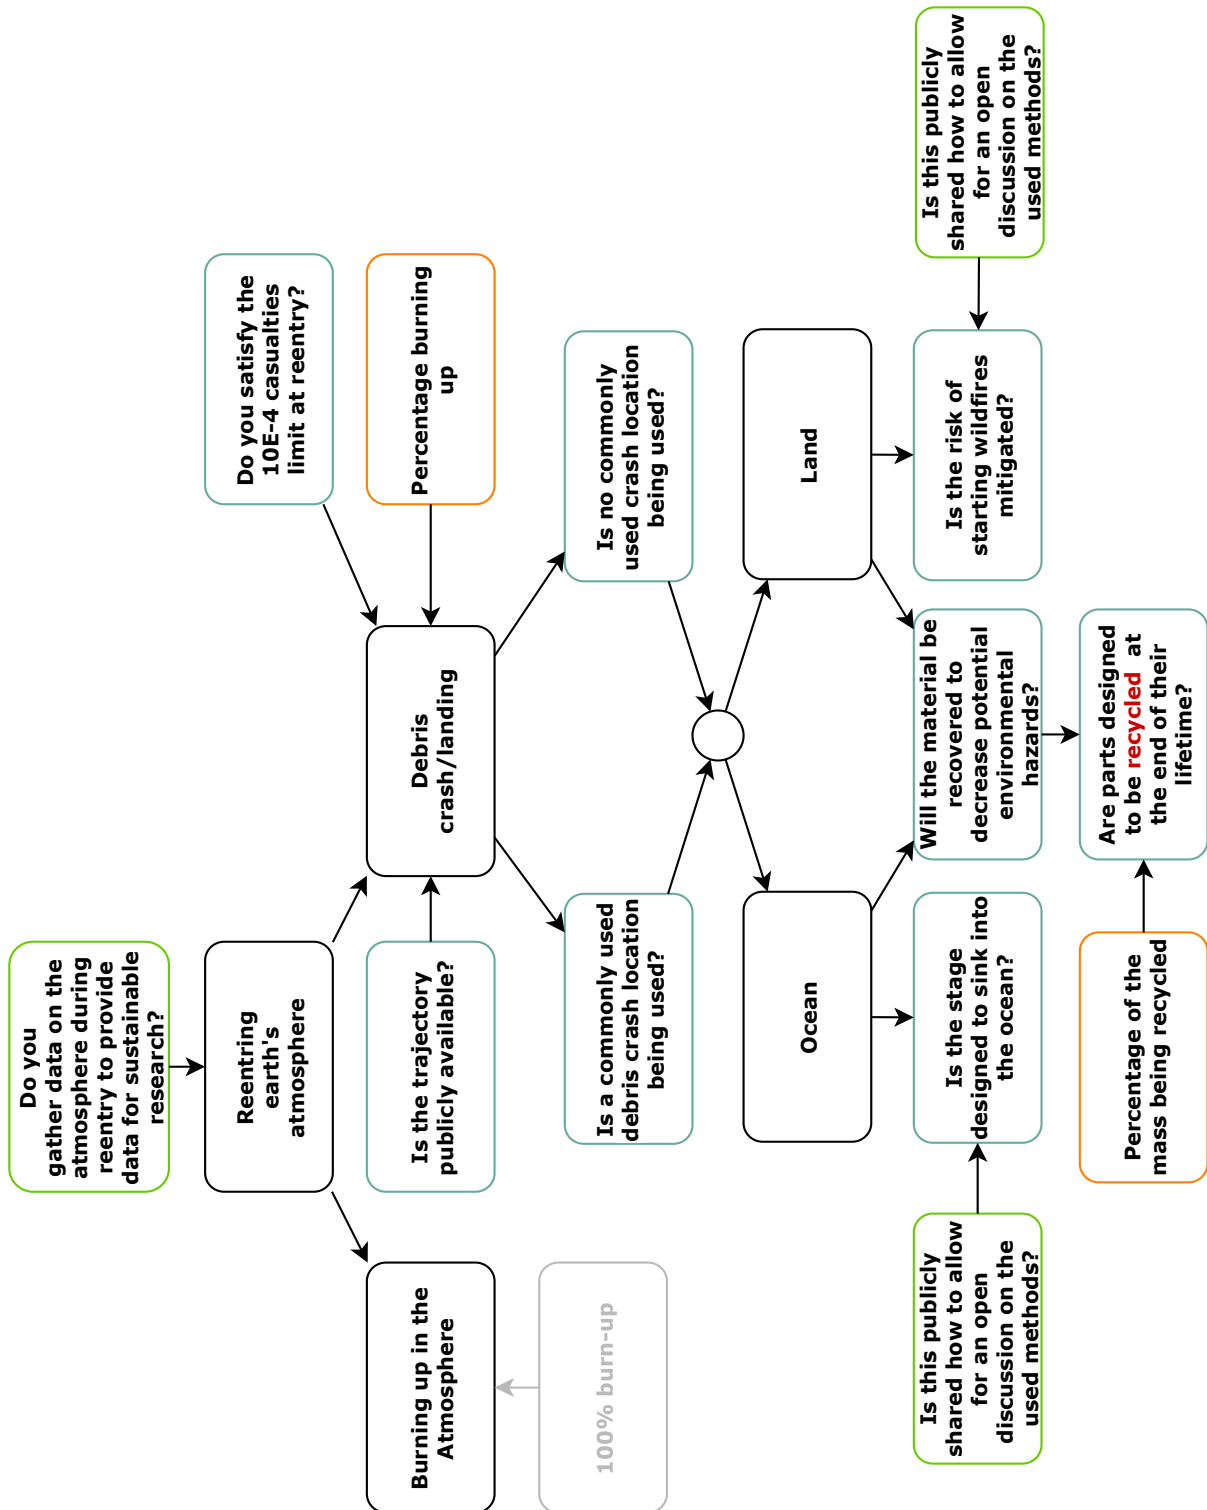 Do you
gather data on the
atmosphere during
reentry to provide
data for sustainable
research?
Reentring
earth's
atmosphere
Do you satisfy the
10E-4 casualties
limit at reentry?
Burning up in the
Atmosphere
Is the trajectory
publicly available?
Debris
crash/landing
Percentage burning
up
100% burn-up
Is a commonly used
debris crash location
being used?
Is no commonly
used crash location
being used?
Ocean
Land
Is this publicly
shared how to allow
for an open
discussion on the
used methods?
Is the stage
designed to sink into
the ocean?
Will the material be
recovered to
decrease potential
environmental
hazards?
Is the risk of
starting wildfires
mitigated?
Is this publicly
shared how to allow
for an open
discussion on the
used methods?
Percentage of the
mass being recycled
Are parts designed
to be recycled at
the end of their
lifetime?